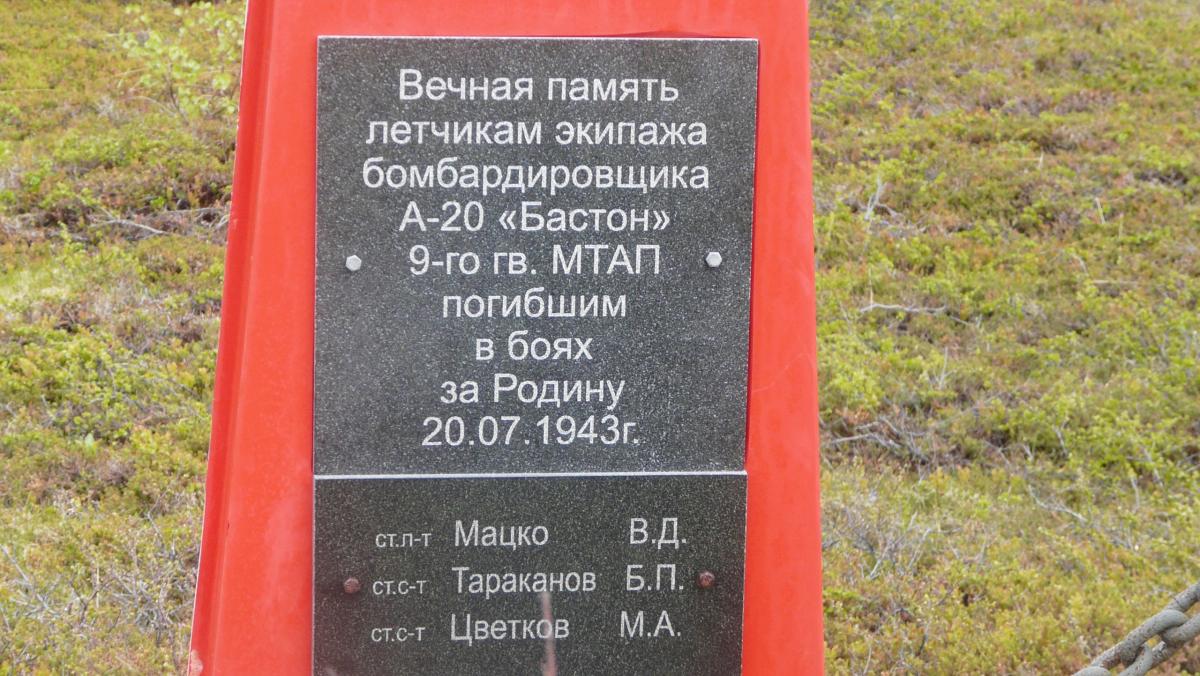 Вечная память
летчикам экипажа
бомбардировщика
А-20 «Бастон»
9-го гв. МТАП
погибшим
в боях
за Родину
20.07.1943г.
ст.л-т Мацко В.Д.
ст.с-т Тараканов Б.П.
ст.с-т Цветков М.А.